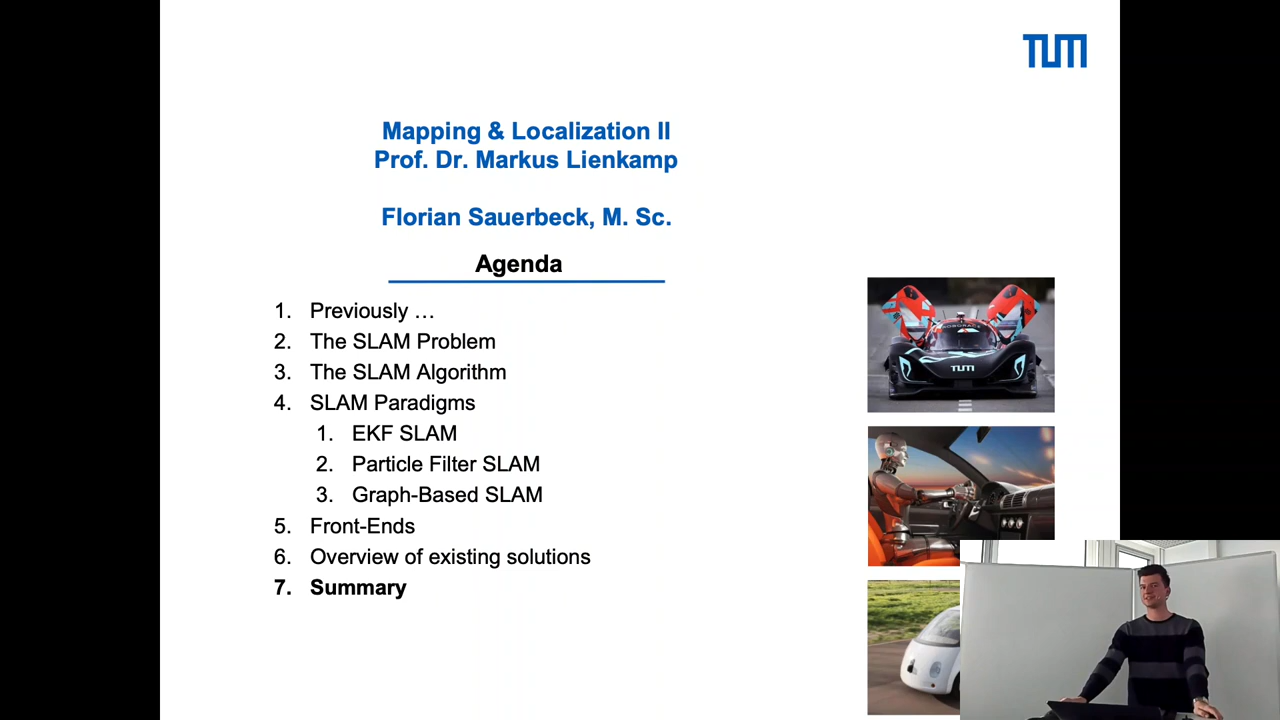 TUM
Mapping & Localization II
Prof. Dr. Markus Lienkamp
Florian Sauerbeck, M. Sc.
Agenda
1. Previously …
2. The SLAM Problem
3. The SLAM Algorithm
4. SLAM Paradigms
1. EKF SLAM
2. Particle Filter SLAM
3. Graph-Based SLAM
5. Front-Ends
6. Overview of existing solutions
7. Summary
ROBORACE
TUM